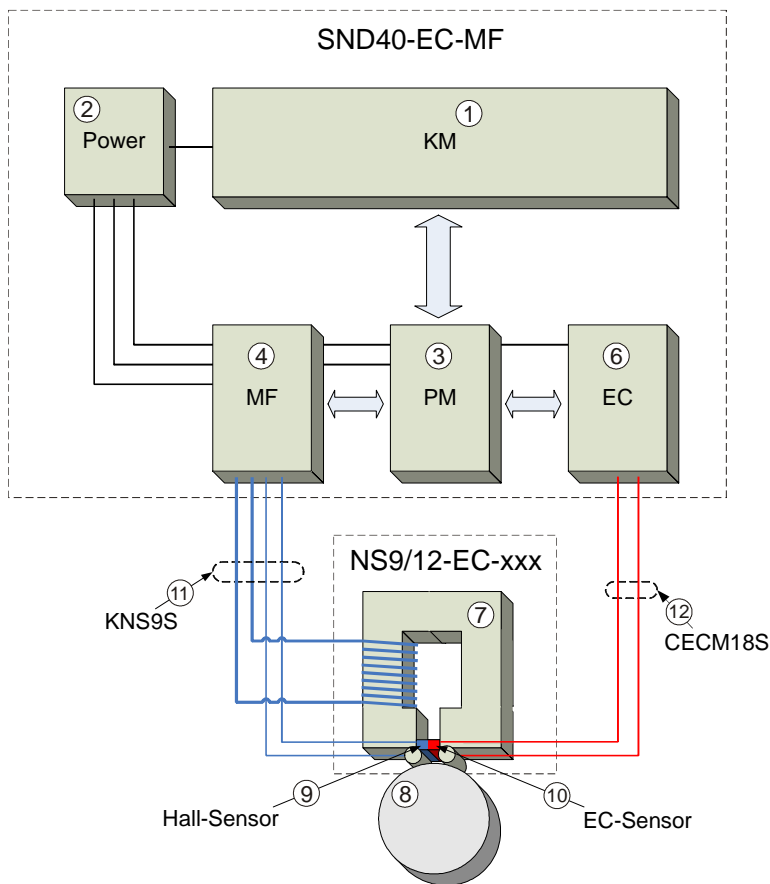 SND40-EC-MF
2
Power
1
KM
4
MF
3
PM
6
EC
NS9/12-EC-xxx
11
KNS9S
7
12
CECM18S
9
Hall-Sensor
8
10
EC-Sensor